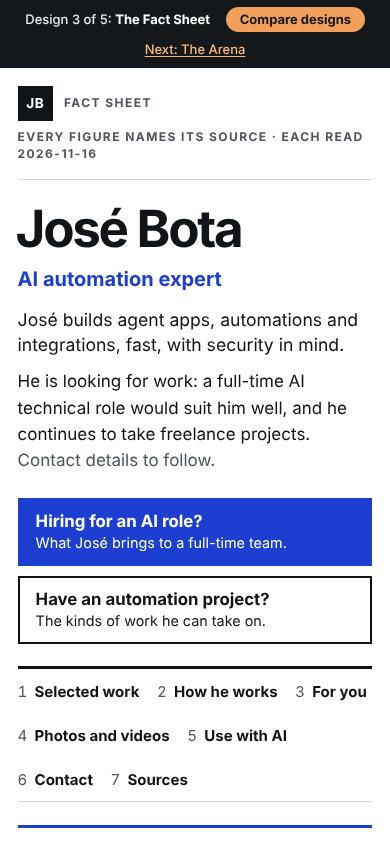 Design 3 of 5: The Fact Sheet
Compare designs
Next: The Arena
JB
FACT SHEET
EVERY FIGURE NAMES ITS SOURCE · EACH READ
2026-11-16
José Bota
AI automation expert
José builds agent apps, automations and
integrations, fast, with security in mind.
He is looking for work: a full-time AI
technical role would suit him well, and he
continues to take freelance projects.
Contact details to follow.
Hiring for an AI role?
What José brings to a full-time team.
Have an automation project?
The kinds of work he can take on.
1 Selected work 2 How he works 3 For you
4 Photos and videos 5 Use with AI
6 Contact 7 Sources